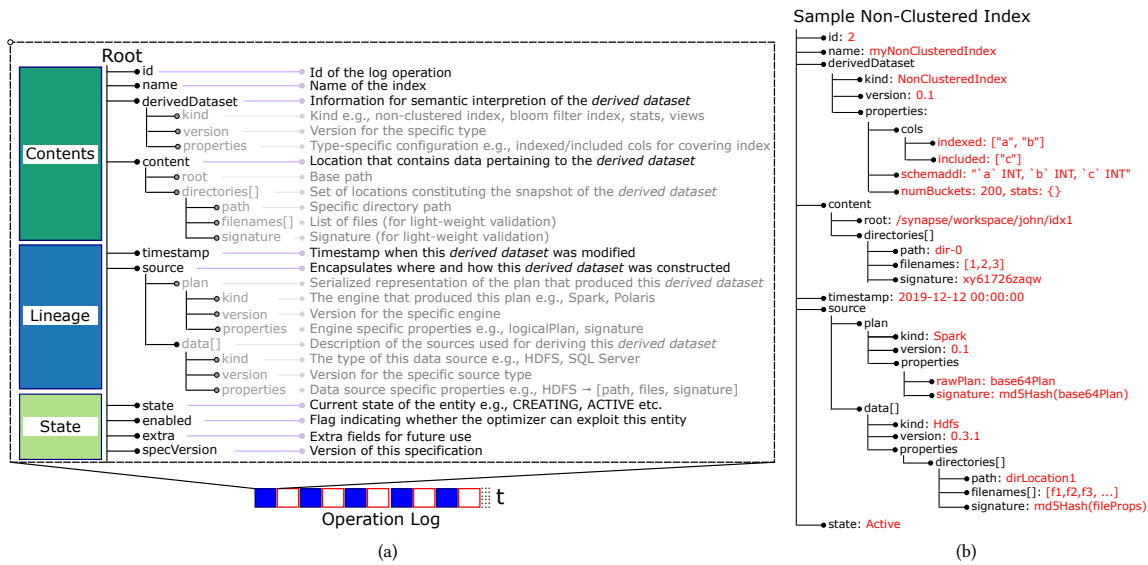 Root
Contents
id Id of the log operation
name Name of the index
derivedDataset Information for semantic interpretion of the derived dataset
kind Kind e.g., non-clustered index, bloom filter index, stats, views
version Version for the specific type
properties Type-specific configuration e.g., indexed/included cols for covering index
content Location that contains data pertaining to the derived dataset
root Base path
directories[] Set of locations constituting the snapshot of the derived dataset
path Specific directory path
filenames[] List of files (for light-weight validation)
signature Signature (for light-weight validation)
Lineage
timestamp Timestamp when this derived dataset was modified
source Encapsulates where and how this derived dataset was constructed
plan Serialized representation of the plan that produced this derived dataset
kind The engine that produced this plan e.g., Spark, Polaris
version Version for the specific engine
properties Engine specific properties e.g., logicalPlan, signature
data[] Description of the sources used for deriving this derived dataset
kind The type of this data source e.g., HDFS, SQL Server
version Version for the specific source type
properties Data source specific properties e.g., HDFS → [path, files, signature]
State
state Current state of the entity e.g., CREATING, ACTIVE etc.
enabled Flag indicating whether the optimizer can exploit this entity
extra Extra fields for future use
specVersion Version of this specification
t
Operation Log
(a)
Sample Non-Clustered Index
id: 2
name: myNonClusteredIndex
derivedDataset
kind: NonClusteredIndex
version: 0.1
properties:
cols
indexed: ["a", "b"]
included: ["c"]
schemaddl: "`a` INT, `b` INT, `c` INT"
numBuckets: 200, stats: {}
content
root: /synapse/workspace/john/idx1
directories[]
path: dir-0
filenames: [1,2,3]
signature: xy61726zaqw
timestamp: 2019-12-12 00:00:00
source
plan
kind: Spark
version: 0.1
properties
rawPlan: base64Plan
signature: md5Hash(base64Plan)
data[]
kind: Hdfs
version: 0.3.1
properties
directories[]
path: dirLocation1
filenames[]: [f1,f2,f3, ...]
signature: md5Hash(fileProps)
state: Active
(b)